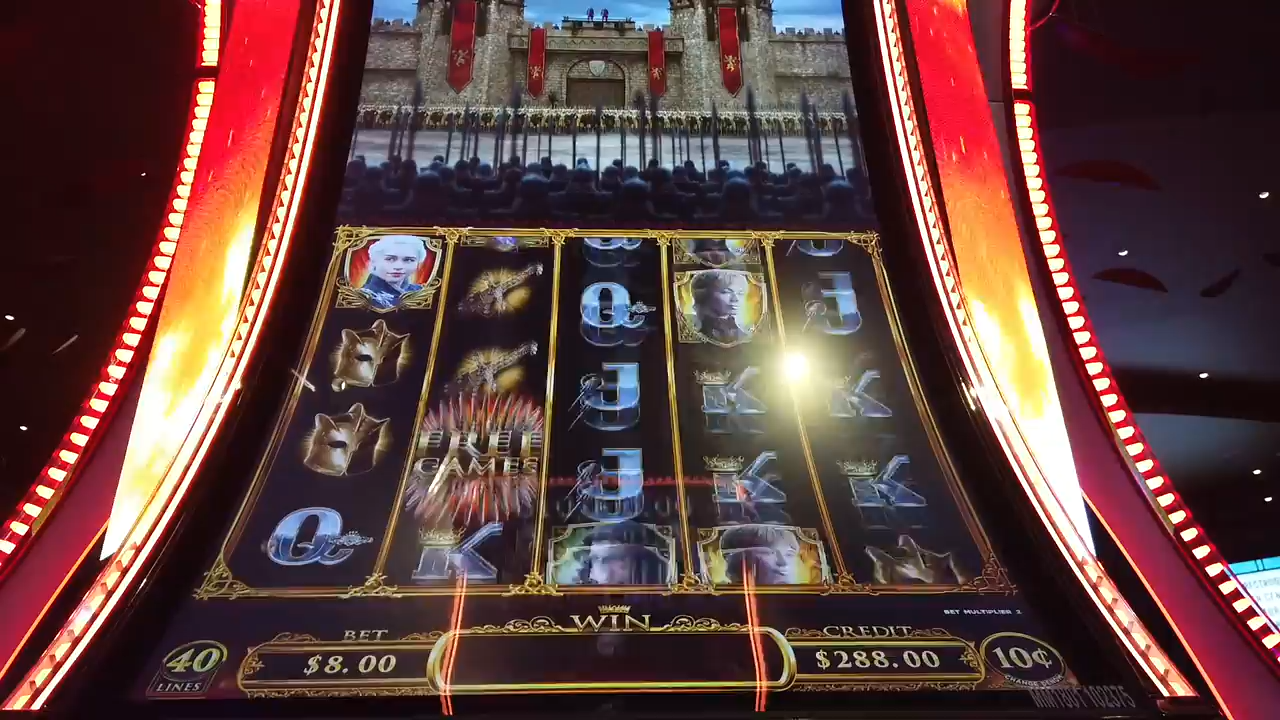 Q
J
J
K
K
J
K
K
FREE
GAMES
Q
K
BET MULTIPLIER 2
40
LINES
BET
$8.00
WIN
CREDIT
$288.00
10¢